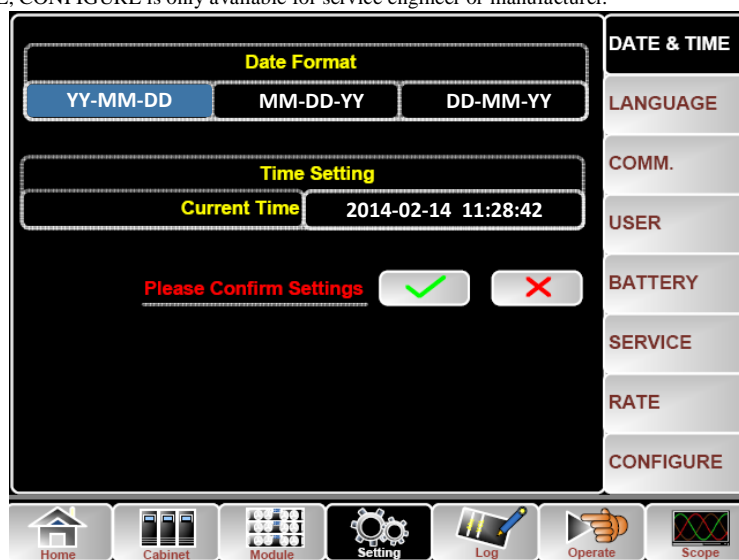 , CONFIGURE is only available for service engineer or manufacturer.
Date Format
YY-MM-DD MM-DD-YY DD-MM-YY
Time Setting
Current Time 2014-02-14 11:28:42
Please Confirm Settings
DATE & TIME
LANGUAGE
COMM.
USER
BATTERY
SERVICE
RATE
CONFIGURE
Home Cabinet Module Setting Log Operate Scope